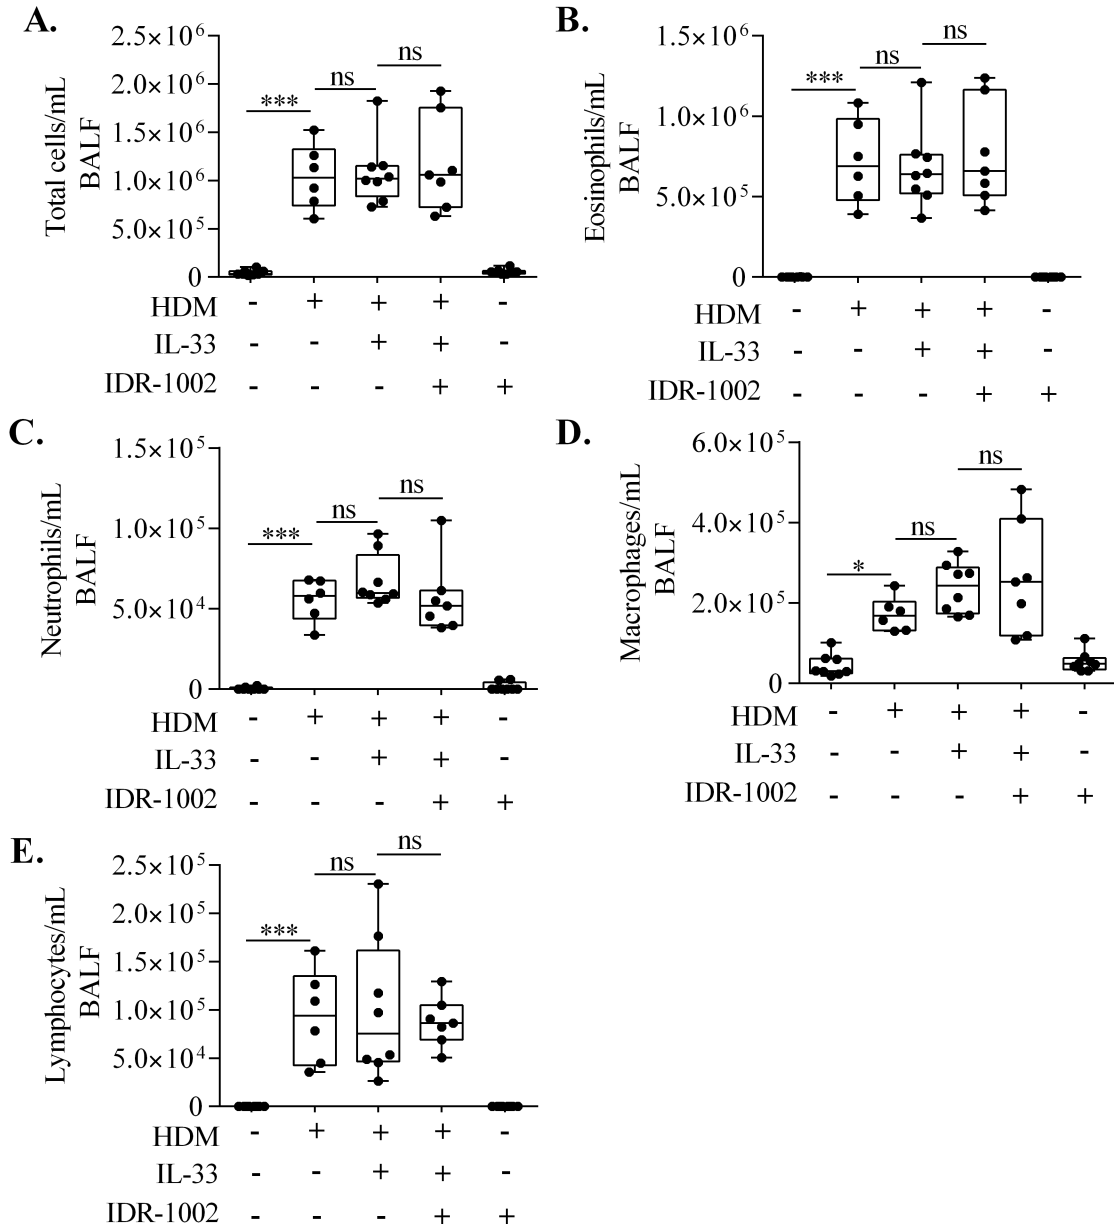 A.
Total cells/mL
BALF
2.5×10⁶
2.0×10⁶
1.5×10⁶
1.0×10⁶
5.0×10⁵
0
*** ns ns
HDM - + + + -
IL-33 - - + + -
IDR-1002 - - - + +
B.
Eosinophils/mL
BALF
1.5×10⁶
1.0×10⁶
5.0×10⁵
0
*** ns ns
HDM - + + + -
IL-33 - - + + -
IDR-1002 - - - + +
C.
Neutrophils/mL
BALF
1.5×10⁵
1.0×10⁵
5.0×10⁴
0
*** ns ns
HDM - + + + -
IL-33 - - + + -
IDR-1002 - - - + +
D.
Macrophages/mL
BALF
6.0×10⁵
4.0×10⁵
2.0×10⁵
0
* ns ns
HDM - + + + -
IL-33 - - + + -
IDR-1002 - - - + +
E.
Lymphocytes/mL
BALF
2.5×10⁵
2.0×10⁵
1.5×10⁵
1.0×10⁵
5.0×10⁴
0
*** ns ns
HDM - + + + -
IL-33 - - + + -
IDR-1002 - - - + +